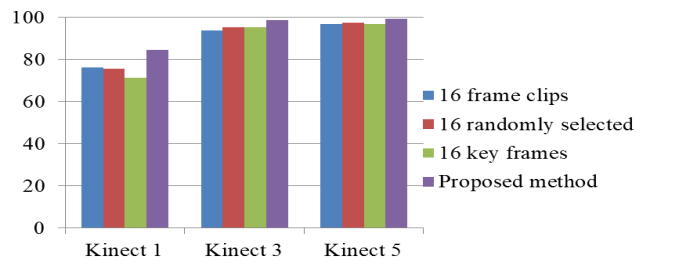 100
80
60
40
20
0
Kinect 1
Kinect 3
Kinect 5
16 frame clips
16 randomly selected
16 key frames
Proposed method